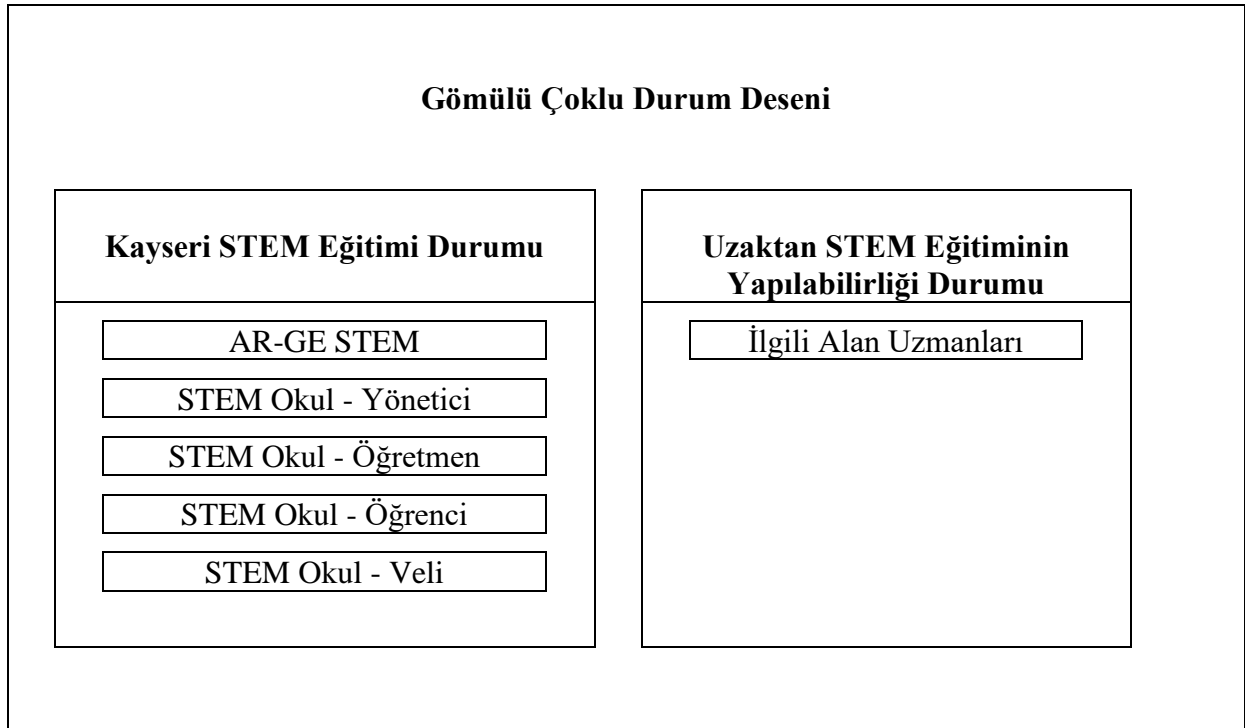 Gömülü Çoklu Durum Deseni
Kayseri STEM Eğitimi Durumu
AR-GE STEM
STEM Okul - Yönetici
STEM Okul - Öğretmen
STEM Okul - Öğrenci
STEM Okul - Veli
Uzaktan STEM Eğitiminin
Yapılabilirliği Durumu
İlgili Alan Uzmanları